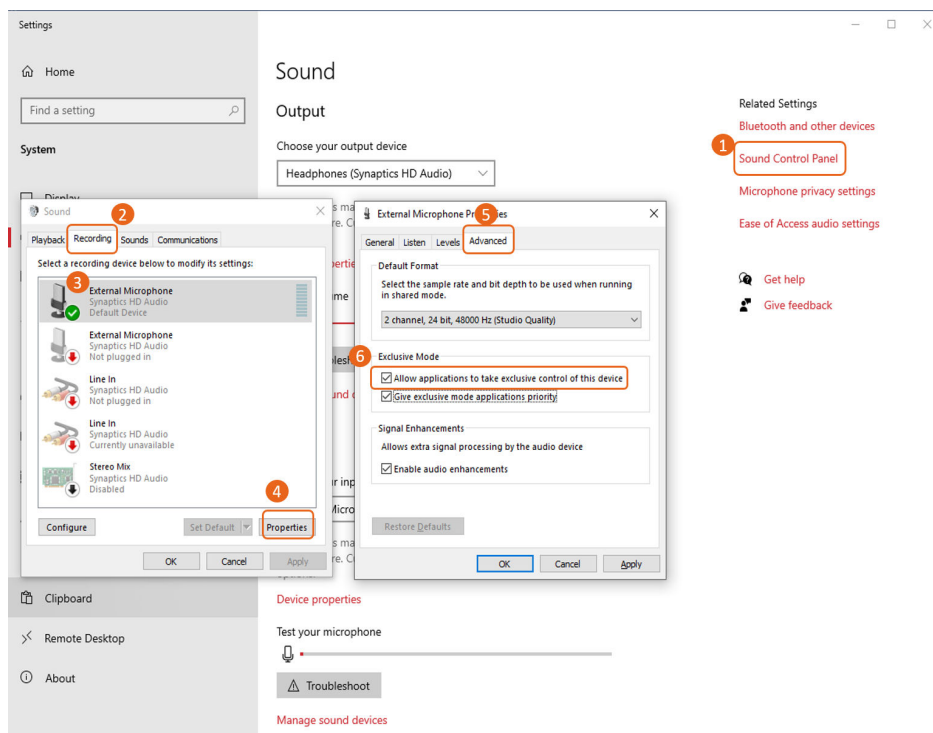 Settings
Home
Find a setting
System
Display
Clipboard
Remote Desktop
About
Sound
Output
Choose your output device
Headphones (Synaptics HD Audio)
Device properties
Test your microphone
Troubleshoot
Manage sound devices
Related Settings
Bluetooth and other devices
1
Sound Control Panel
Microphone privacy settings
Ease of Access audio settings
Get help
Give feedback
Sound
2
Playback Recording Sounds Communications
Select a recording device below to modify its settings:
3
External Microphone
Synaptics HD Audio
Default Device
External Microphone
Synaptics HD Audio
Not plugged in
Line In
Synaptics HD Audio
Not plugged in
Line In
Synaptics HD Audio
Currently unavailable
Stereo Mix
Synaptics HD Audio
Disabled
4
Configure Set Default Properties
OK Cancel Apply
External Microphone
5
General Listen Levels Advanced
Default Format
Select the sample rate and bit depth to be used when running
in shared mode.
2 channel, 24 bit, 48000 Hz (Studio Quality)
6
Exclusive Mode
Allow applications to take exclusive control of this device
Give exclusive mode applications priority
Signal Enhancements
Allows extra signal processing by the audio device
Enable audio enhancements
Restore Defaults
OK Cancel Apply